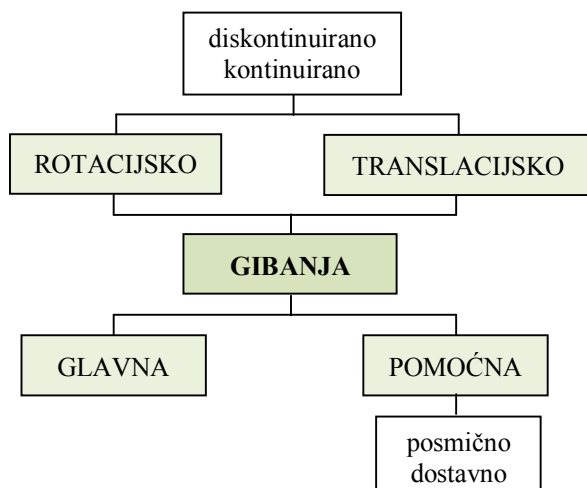 diskontinuirano
kontinuirano
ROTACIJSKO
TRANSLACIJSKO
GIBANJA
GLAVNA
POMOĆNA
posmično
dostavno